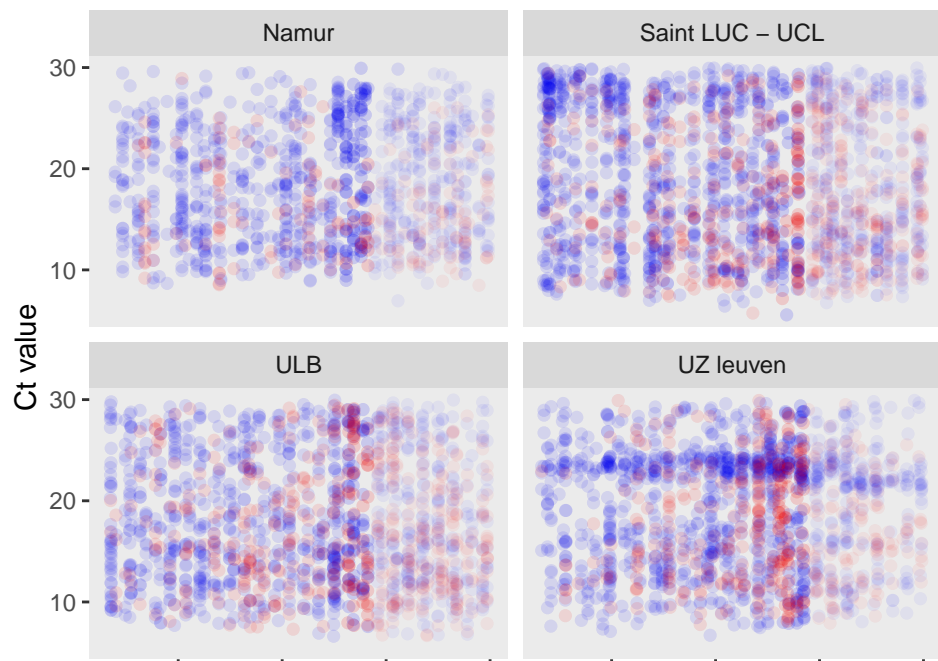 Namur
Saint LUC – UCL
30
20
10
Ct value
ULB
UZ leuven
30
20
10